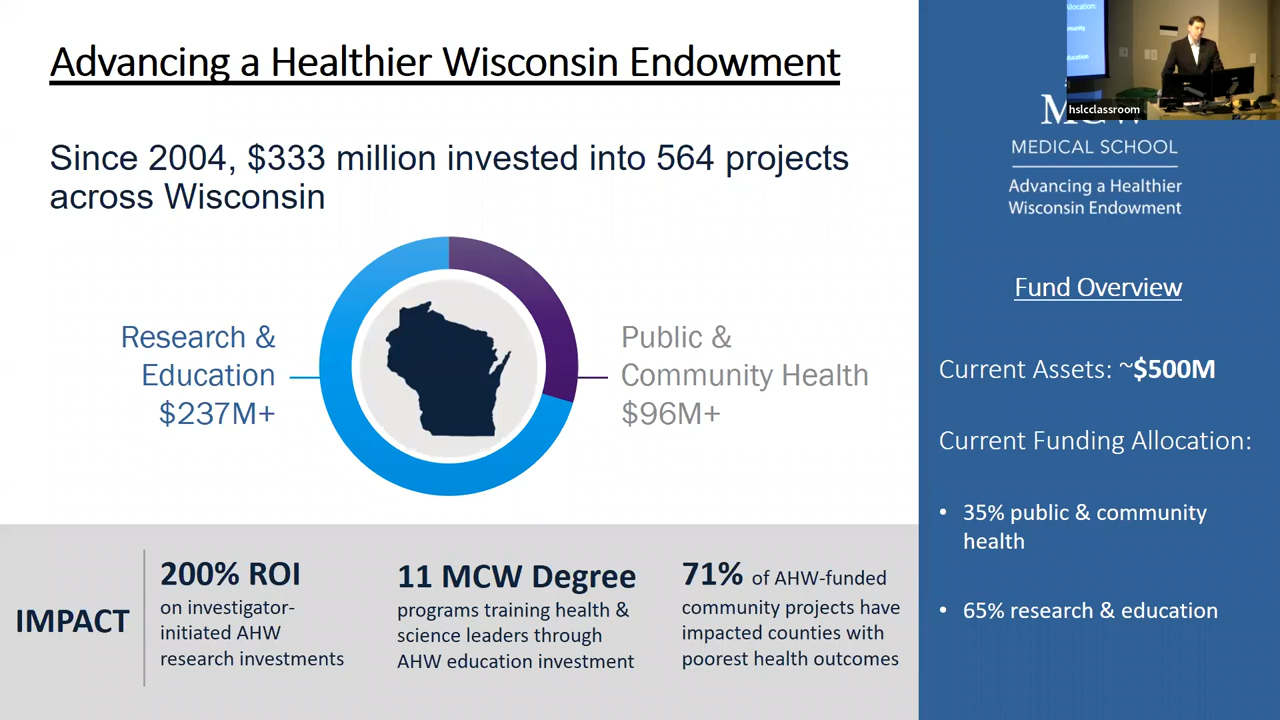 Advancing a Healthier Wisconsin Endowment
Since 2004, $333 million invested into 564 projects
across Wisconsin
Research &
Education
$237M+
Public &
Community Health
$96M+
IMPACT
200% ROI
on investigator-
initiated AHW
research investments
11 MCW Degree
programs training health &
science leaders through
AHW education investment
71% of AHW-funded
community projects have
impacted counties with
poorest health outcomes
hslcclassroom
MCW
MEDICAL SCHOOL
Advancing a Healthier
Wisconsin Endowment
Fund Overview
Current Assets: ~$500M
Current Funding Allocation:
• 35% public & community
health
• 65% research & education